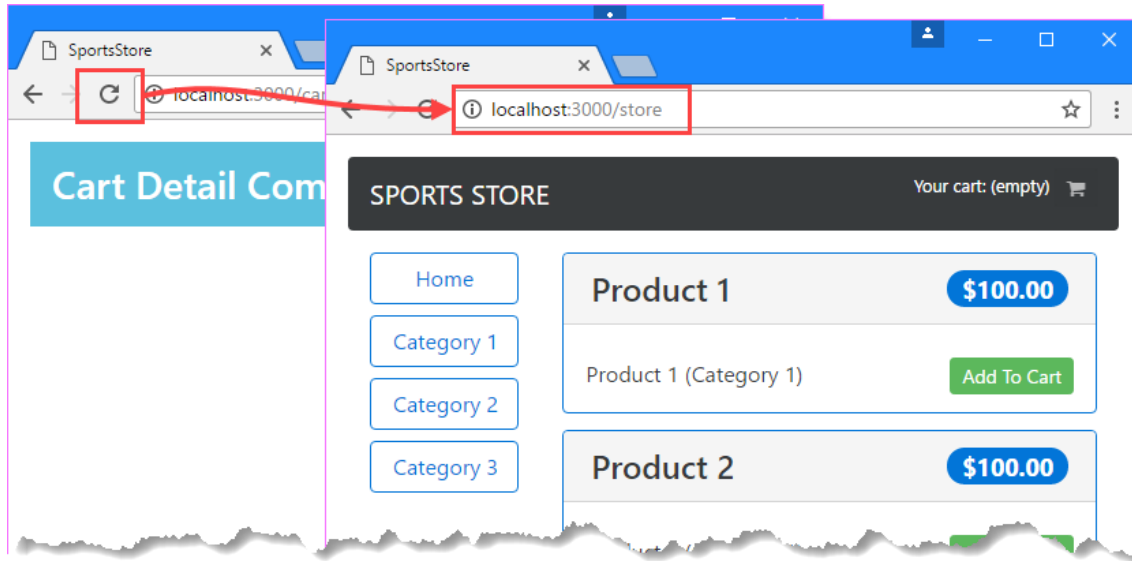 SportsStore
localhost:3000/car
Cart Detail Com
SportsStore
localhost:3000/store
SPORTS STORE
Your cart: (empty)
Home
Category 1
Category 2
Category 3
Product 1
$100.00
Product 1 (Category 1)
Add To Cart
Product 2
$100.00